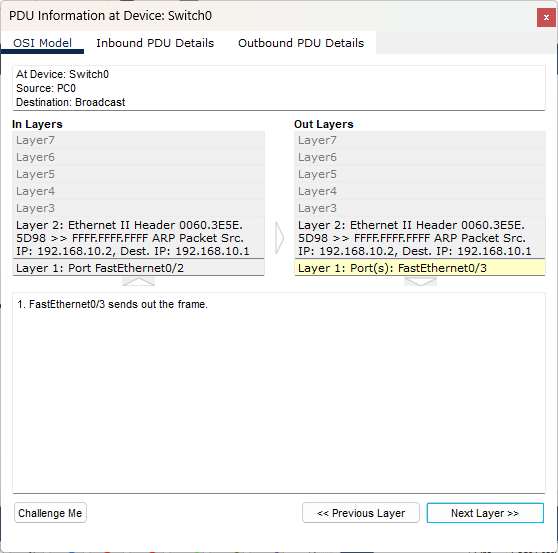 PDU Information at Device: Switch0
x
OSI Model Inbound PDU Details Outbound PDU Details
At Device: Switch0
Source: PC0
Destination: Broadcast
In Layers
Layer7
Layer6
Layer5
Layer4
Layer3
Layer 2: Ethernet II Header 0060.3E5E.
5D98 >> FFFF.FFFF.FFFF ARP Packet Src.
IP: 192.168.10.2, Dest. IP: 192.168.10.1
Layer 1: Port FastEthernet0/2
Out Layers
Layer7
Layer6
Layer5
Layer4
Layer3
Layer 2: Ethernet II Header 0060.3E5E.
5D98 >> FFFF.FFFF.FFFF ARP Packet Src.
IP: 192.168.10.2, Dest. IP: 192.168.10.1
Layer 1: Port(s): FastEthernet0/3
1. FastEthernet0/3 sends out the frame.
Challenge Me << Previous Layer Next Layer >>